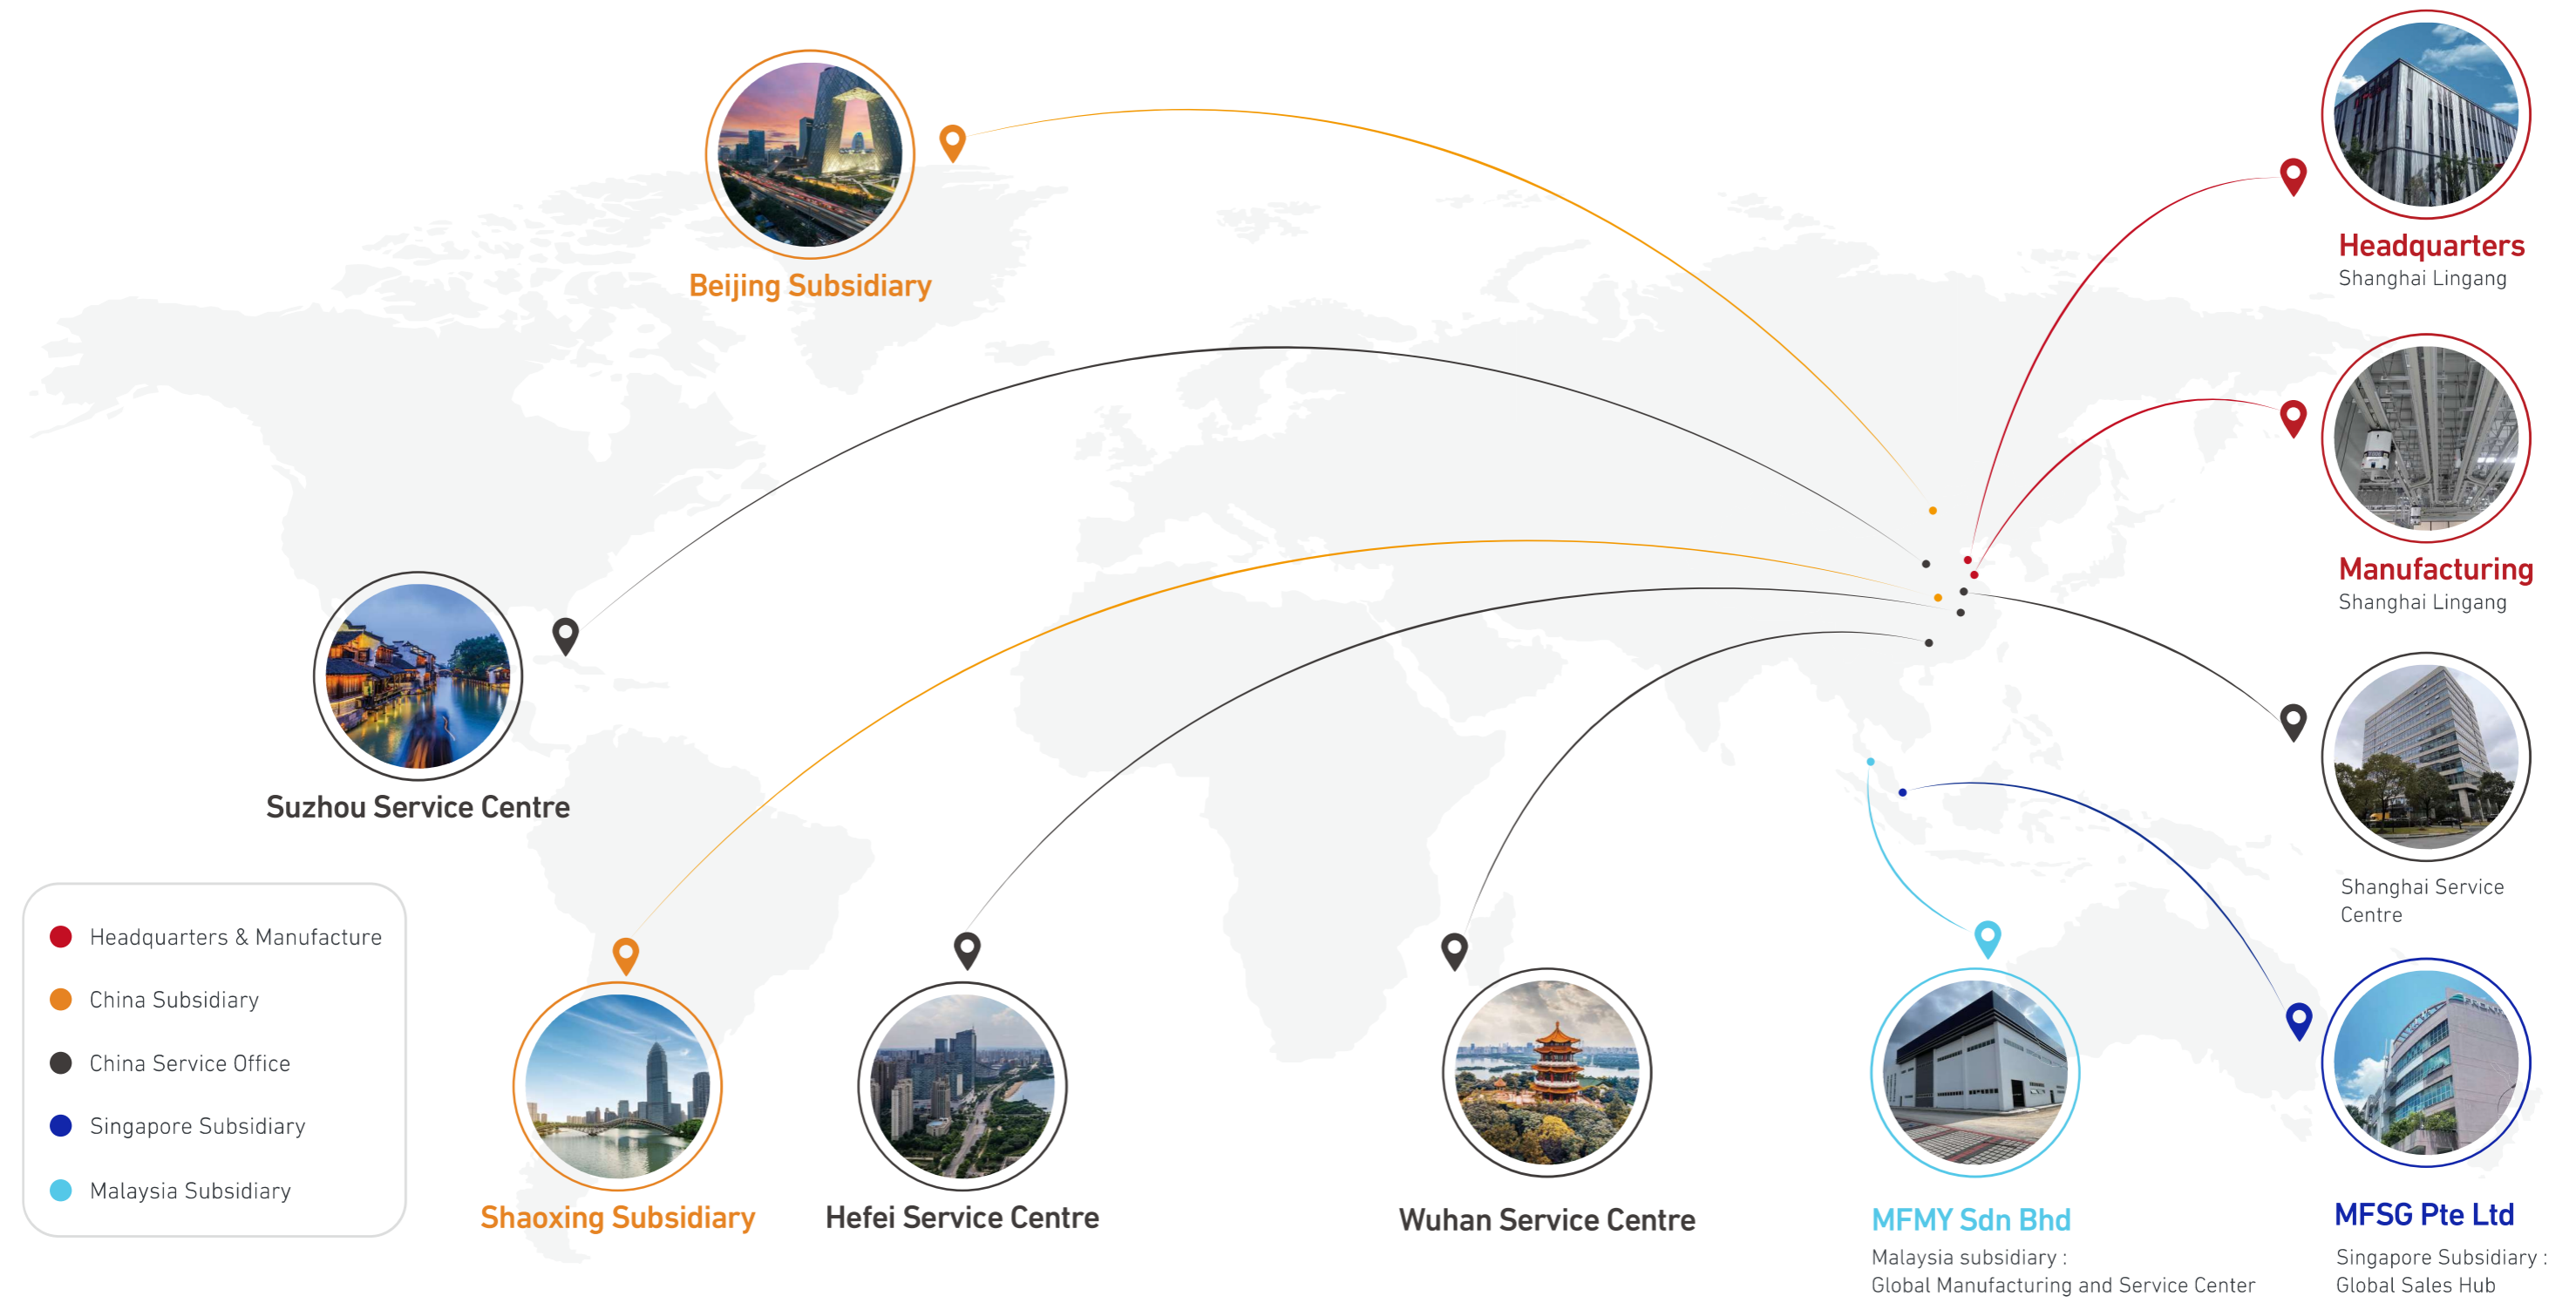 Beijing Subsidiary
Headquarters
Shanghai Lingang
Manufacturing
Shanghai Lingang
Suzhou Service Centre
Shanghai Service
Centre
Headquarters & Manufacture
China Subsidiary
China Service Office
Singapore Subsidiary
Malaysia Subsidiary
Shaoxing Subsidiary
Hefei Service Centre
Wuhan Service Centre
MFMY Sdn Bhd
Malaysia subsidiary :
Global Manufacturing and Service Center
MFSG Pte Ltd
Singapore Subsidiary :
Global Sales Hub